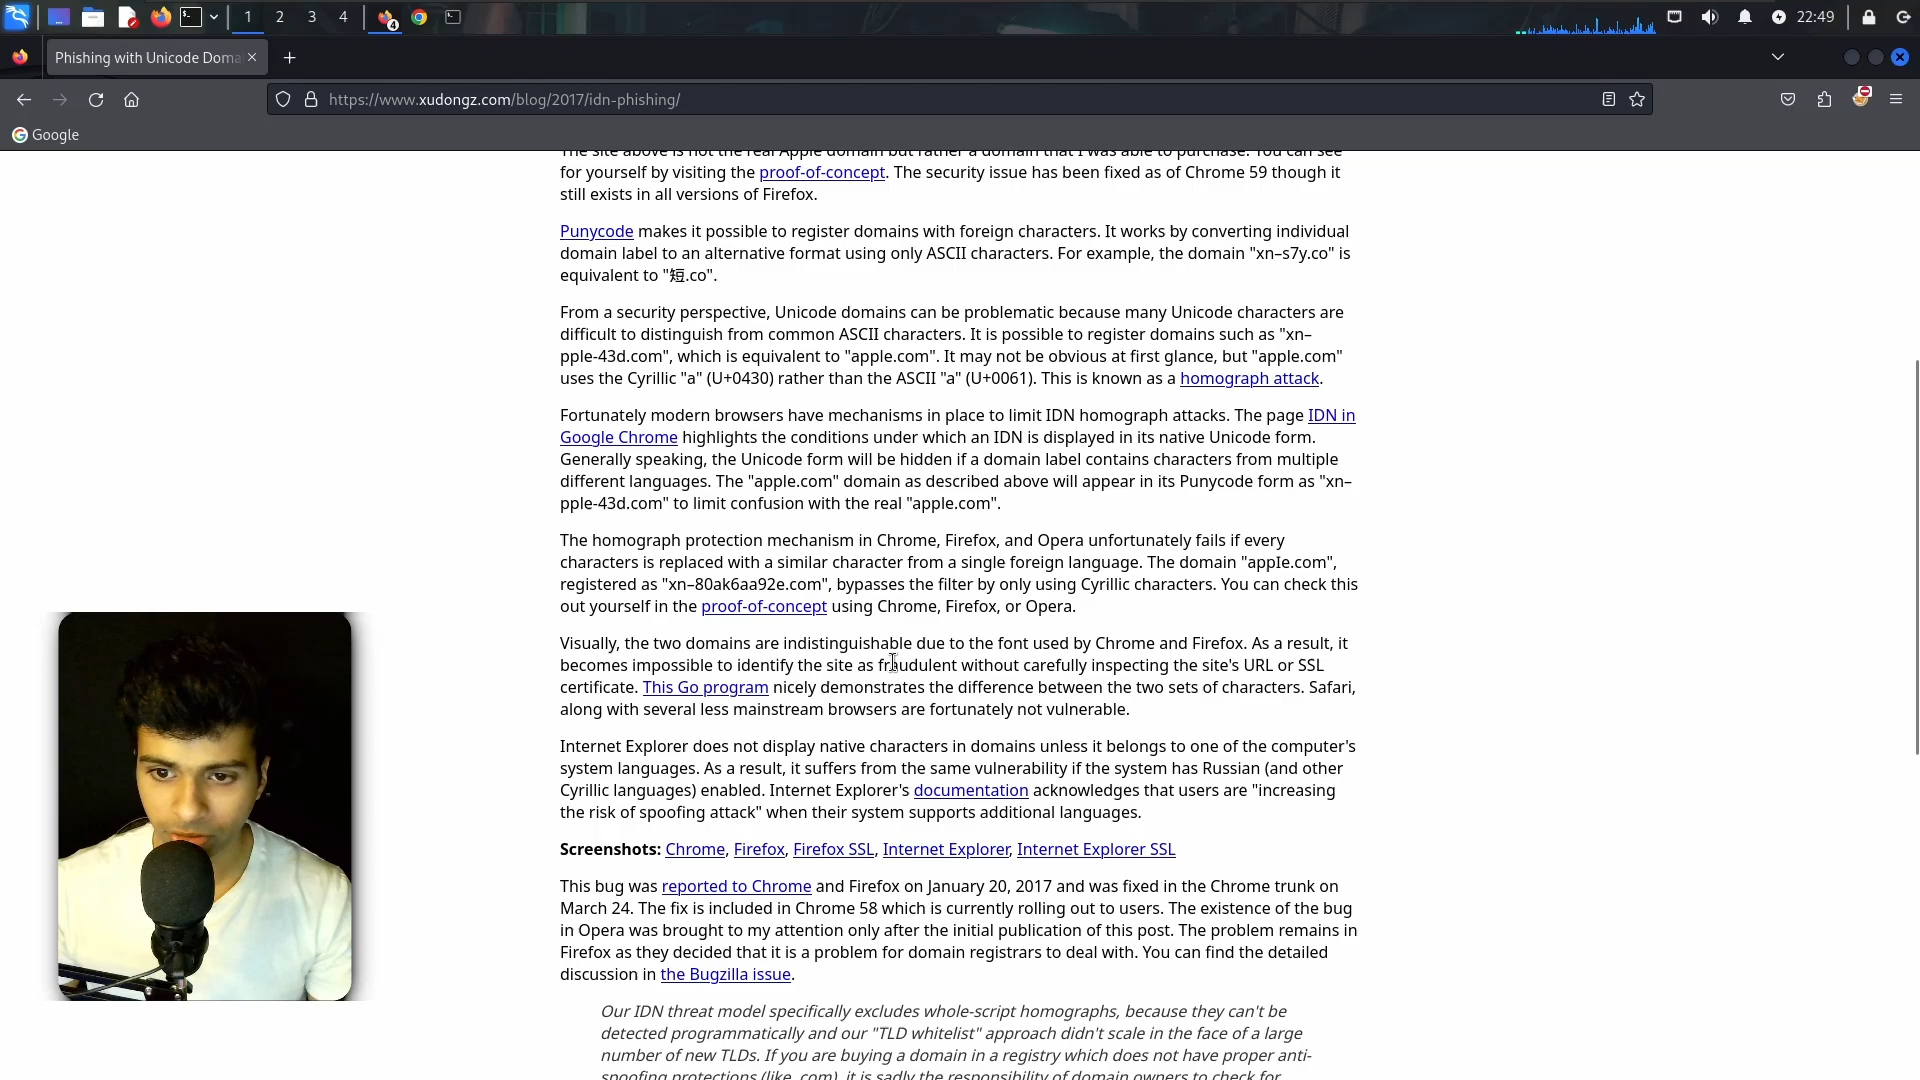 1
2
3
4
4
22:49
Phishing with Unicode Doma
https://www.xudongz.com/blog/2017/idn-phishing/
Google
The site above is not the real Apple domain but rather a domain that I was able to purchase. You can see
for yourself by visiting the proof-of-concept. The security issue has been fixed as of Chrome 59 though it
still exists in all versions of Firefox.
Punycode makes it possible to register domains with foreign characters. It works by converting individual
domain label to an alternative format using only ASCII characters. For example, the domain "xn–s7y.co" is
equivalent to "短.co".
From a security perspective, Unicode domains can be problematic because many Unicode characters are
difficult to distinguish from common ASCII characters. It is possible to register domains such as "xn–
pple-43d.com", which is equivalent to "аpple.com". It may not be obvious at first glance, but "аpple.com"
uses the Cyrillic "а" (U+0430) rather than the ASCII "a" (U+0061). This is known as a homograph attack.
Fortunately modern browsers have mechanisms in place to limit IDN homograph attacks. The page IDN in
Google Chrome highlights the conditions under which an IDN is displayed in its native Unicode form.
Generally speaking, the Unicode form will be hidden if a domain label contains characters from multiple
different languages. The "аpple.com" domain as described above will appear in its Punycode form as "xn–
pple-43d.com" to limit confusion with the real "apple.com".
The homograph protection mechanism in Chrome, Firefox, and Opera unfortunately fails if every
characters is replaced with a similar character from a single foreign language. The domain "аррӏе.com",
registered as "xn–80ak6aa92e.com", bypasses the filter by only using Cyrillic characters. You can check this
out yourself in the proof-of-concept using Chrome, Firefox, or Opera.
Visually, the two domains are indistinguishable due to the font used by Chrome and Firefox. As a result, it
becomes impossible to identify the site as fraudulent without carefully inspecting the site's URL or SSL
certificate. This Go program nicely demonstrates the difference between the two sets of characters. Safari,
along with several less mainstream browsers are fortunately not vulnerable.
Internet Explorer does not display native characters in domains unless it belongs to one of the computer's
system languages. As a result, it suffers from the same vulnerability if the system has Russian (and other
Cyrillic languages) enabled. Internet Explorer's documentation acknowledges that users are "increasing
the risk of spoofing attack" when their system supports additional languages.
Screenshots: Chrome, Firefox, Firefox SSL, Internet Explorer, Internet Explorer SSL
This bug was reported to Chrome and Firefox on January 20, 2017 and was fixed in the Chrome trunk on
March 24. The fix is included in Chrome 58 which is currently rolling out to users. The existence of the bug
in Opera was brought to my attention only after the initial publication of this post. The problem remains in
Firefox as they decided that it is a problem for domain registrars to deal with. You can find the detailed
discussion in the Bugzilla issue.
Our IDN threat model specifically excludes whole-script homographs, because they can't be
detected programmatically and our "TLD whitelist" approach didn't scale in the face of a large
number of new TLDs. If you are buying a domain in a registry which does not have proper anti-
spoofing protections (like .com), it is sadly the responsibility of domain owners to check for